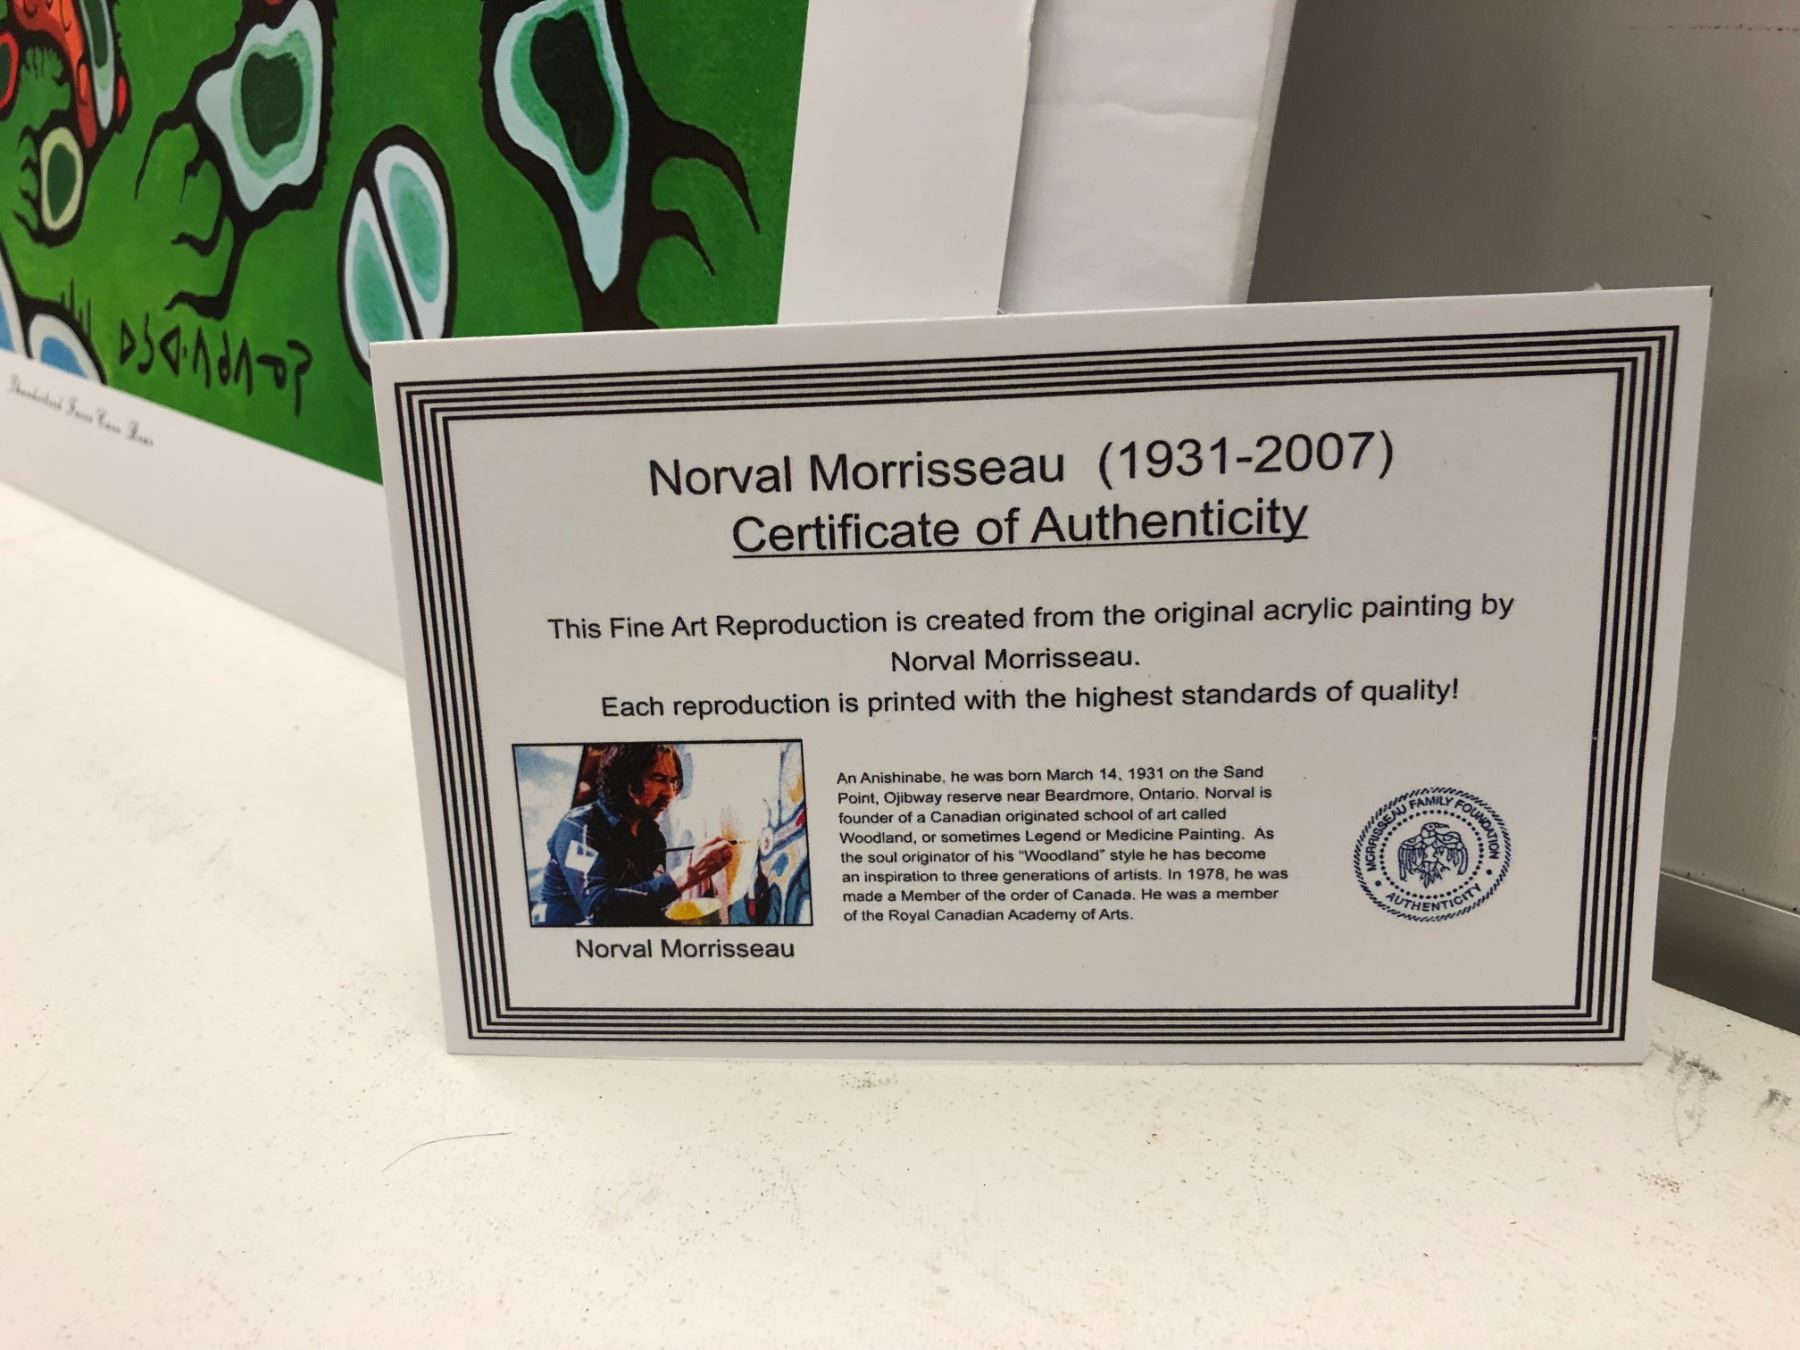 ᐅᓴᐘᐱᑯᐱᓀᓯ
Norval Morrisseau (1931-2007)
Certificate of Authenticity
This Fine Art Reproduction is created from the original acrylic painting by
Norval Morrisseau.
Each reproduction is printed with the highest standards of quality!
An Anishinabe, he was born March 14, 1931 on the Sand
Point, Ojibway reserve near Beardmore, Ontario. Norval is
founder of a Canadian originated school of art called
Woodland, or sometimes Legend or Medicine Painting. As
the soul originator of his "Woodland" style he has become
an inspiration to three generations of artists. In 1978, he was
made a Member of the order of Canada. He was a member
of the Royal Canadian Academy of Arts.
Norval Morrisseau
MORRISSEAU FAMILY FOUNDATION
• AUTHENTICITY •